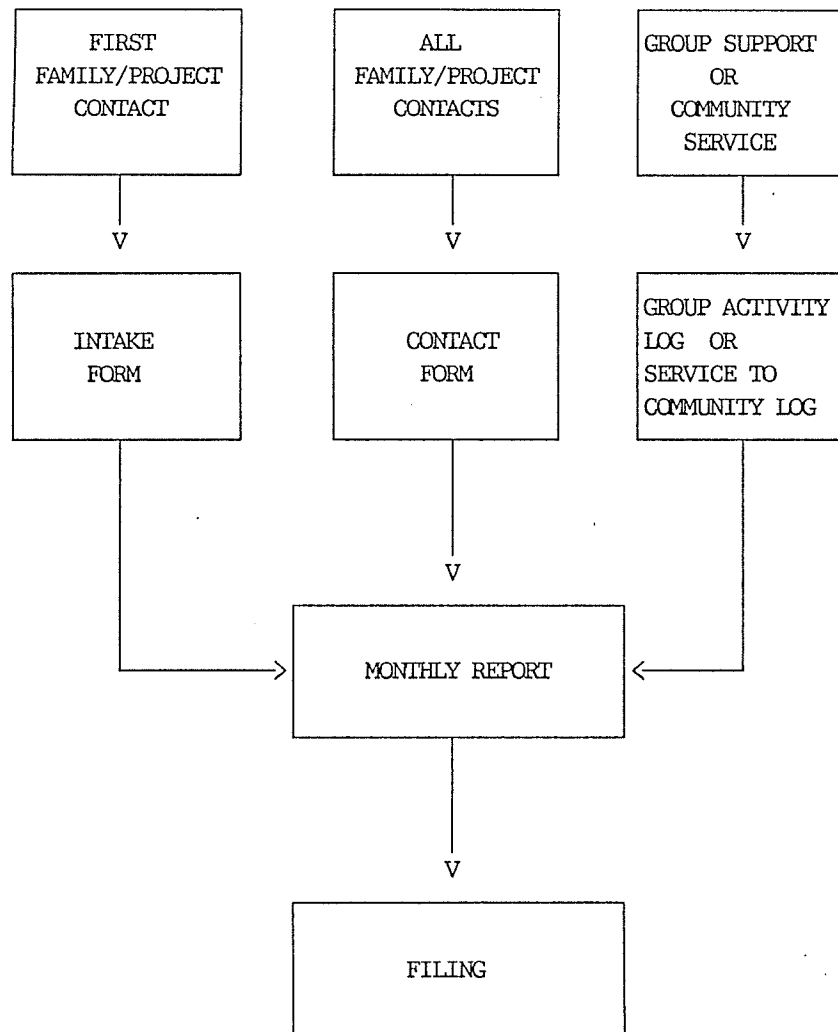 FIRST
FAMILY/PROJECT
CONTACT
ALL
FAMILY/PROJECT
CONTACTS
GROUP SUPPORT
OR
COMMUNITY
SERVICE
V
V
V
INTAKE
FORM
CONTACT
FORM
GROUP ACTIVITY
LOG OR
SERVICE TO
COMMUNITY LOG
V
MONTHLY REPORT
V
FILING